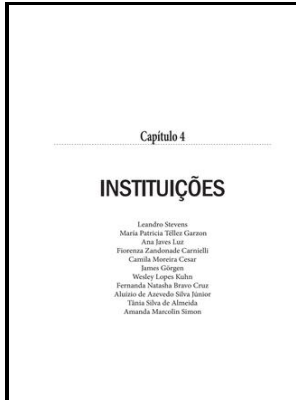 Capítulo 4
INSTITUIÇÕES
Leandro Stevens
María Patricia Téllez Garzon
Ana Javes Luz
Fiorenza Zandonade Carnielli
Camila Moreira Cesar
James Görgen
Wesley Lopes Kuhn
Fernanda Natasha Bravo Cruz
Aluízio de Azevedo Silva Júnior
Tânia Silva de Almeida
Amanda Marcolin Simon